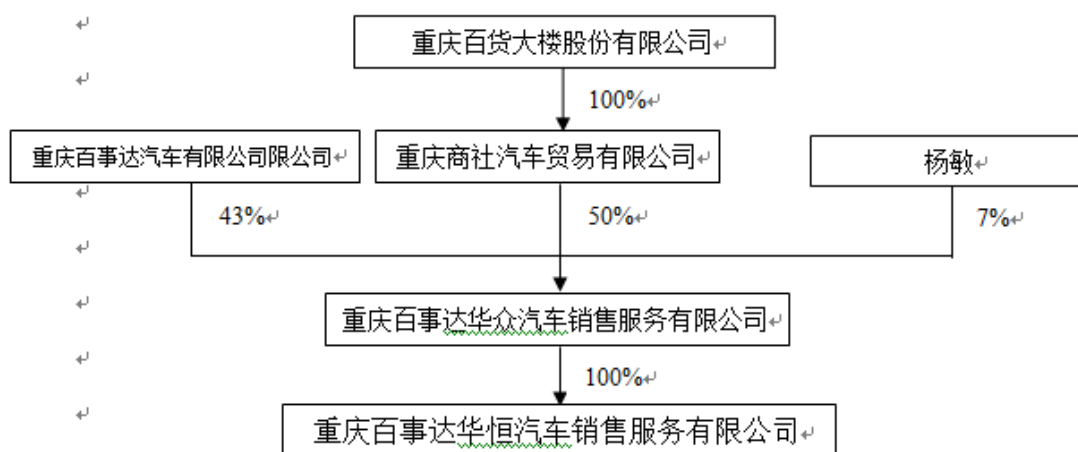 重庆百货大楼股份有限公司
100%
重庆百事达汽车有限公司限公司
重庆商社汽车贸易有限公司
杨敏
43%
50%
7%
重庆百事达华众汽车销售服务有限公司
100%
重庆百事达华恒汽车销售服务有限公司